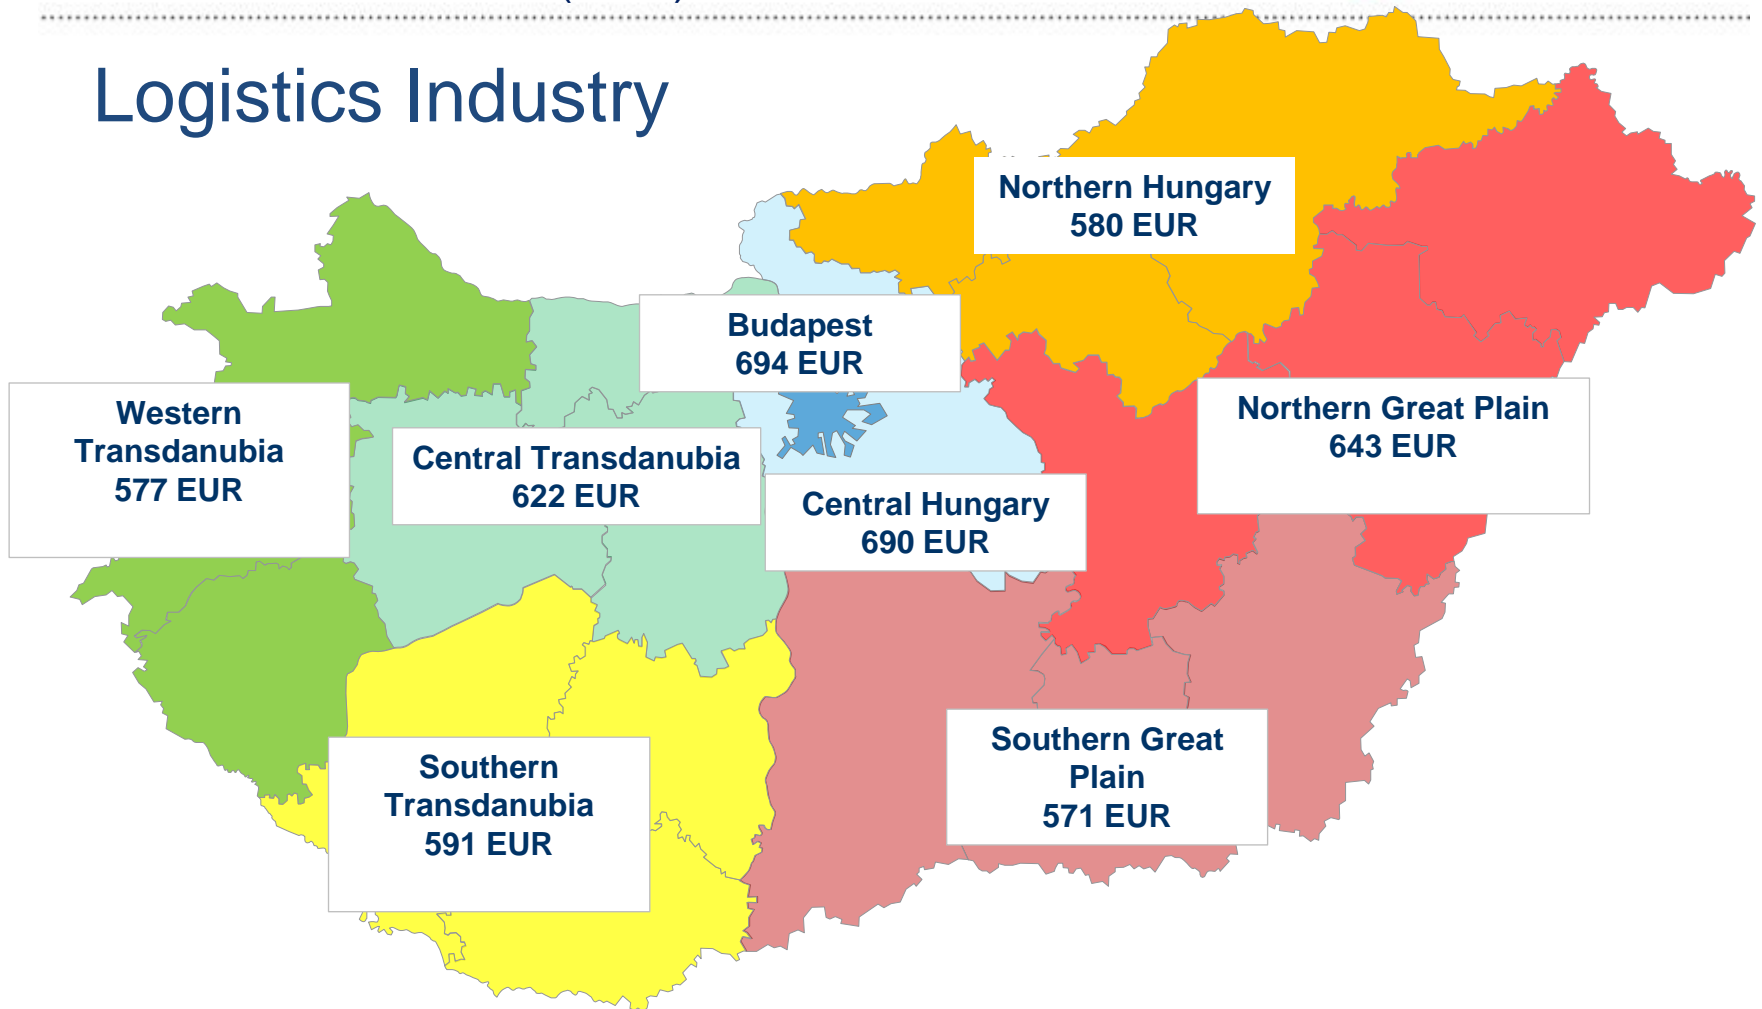 Logistics Industry
Northern Hungary
580 EUR
Budapest
694 EUR
Western
Transdanubia
577 EUR
Central Transdanubia
622 EUR
Northern Great Plain
643 EUR
Central Hungary
690 EUR
Southern
Transdanubia
591 EUR
Southern Great
Plain
571 EUR